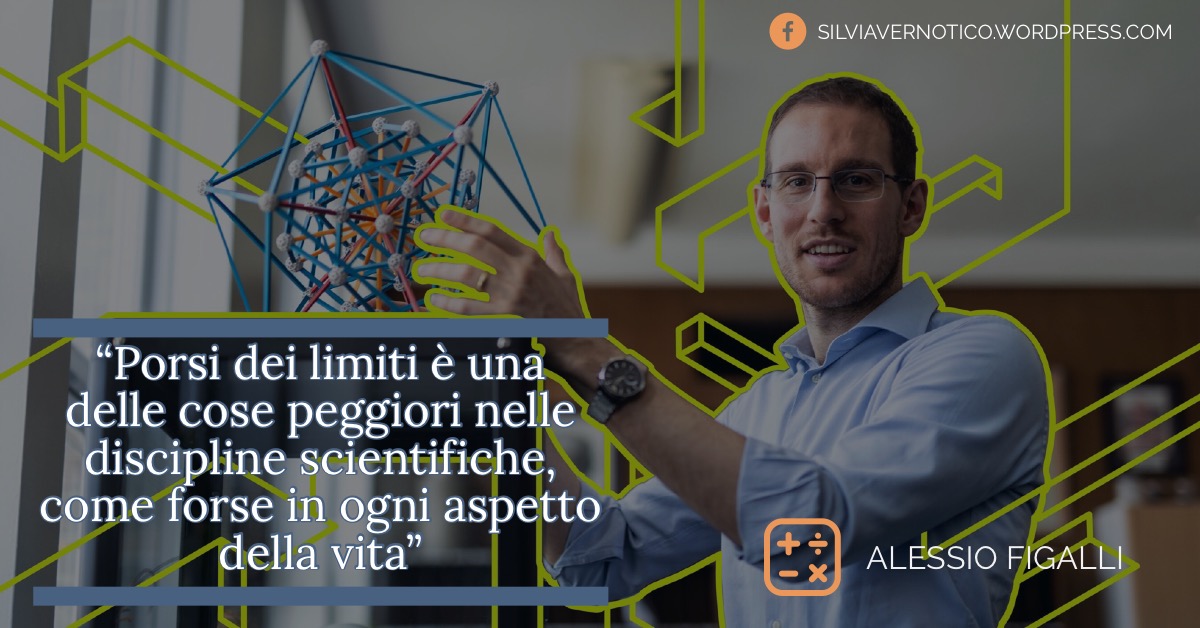 SILVIAVERNOTICO.WORDPRESS.COM
“Porsi dei limiti è una
delle cose peggiori nelle
discipline scientifiche,
come forse in ogni aspetto
della vita”
ALESSIO FIGALLI